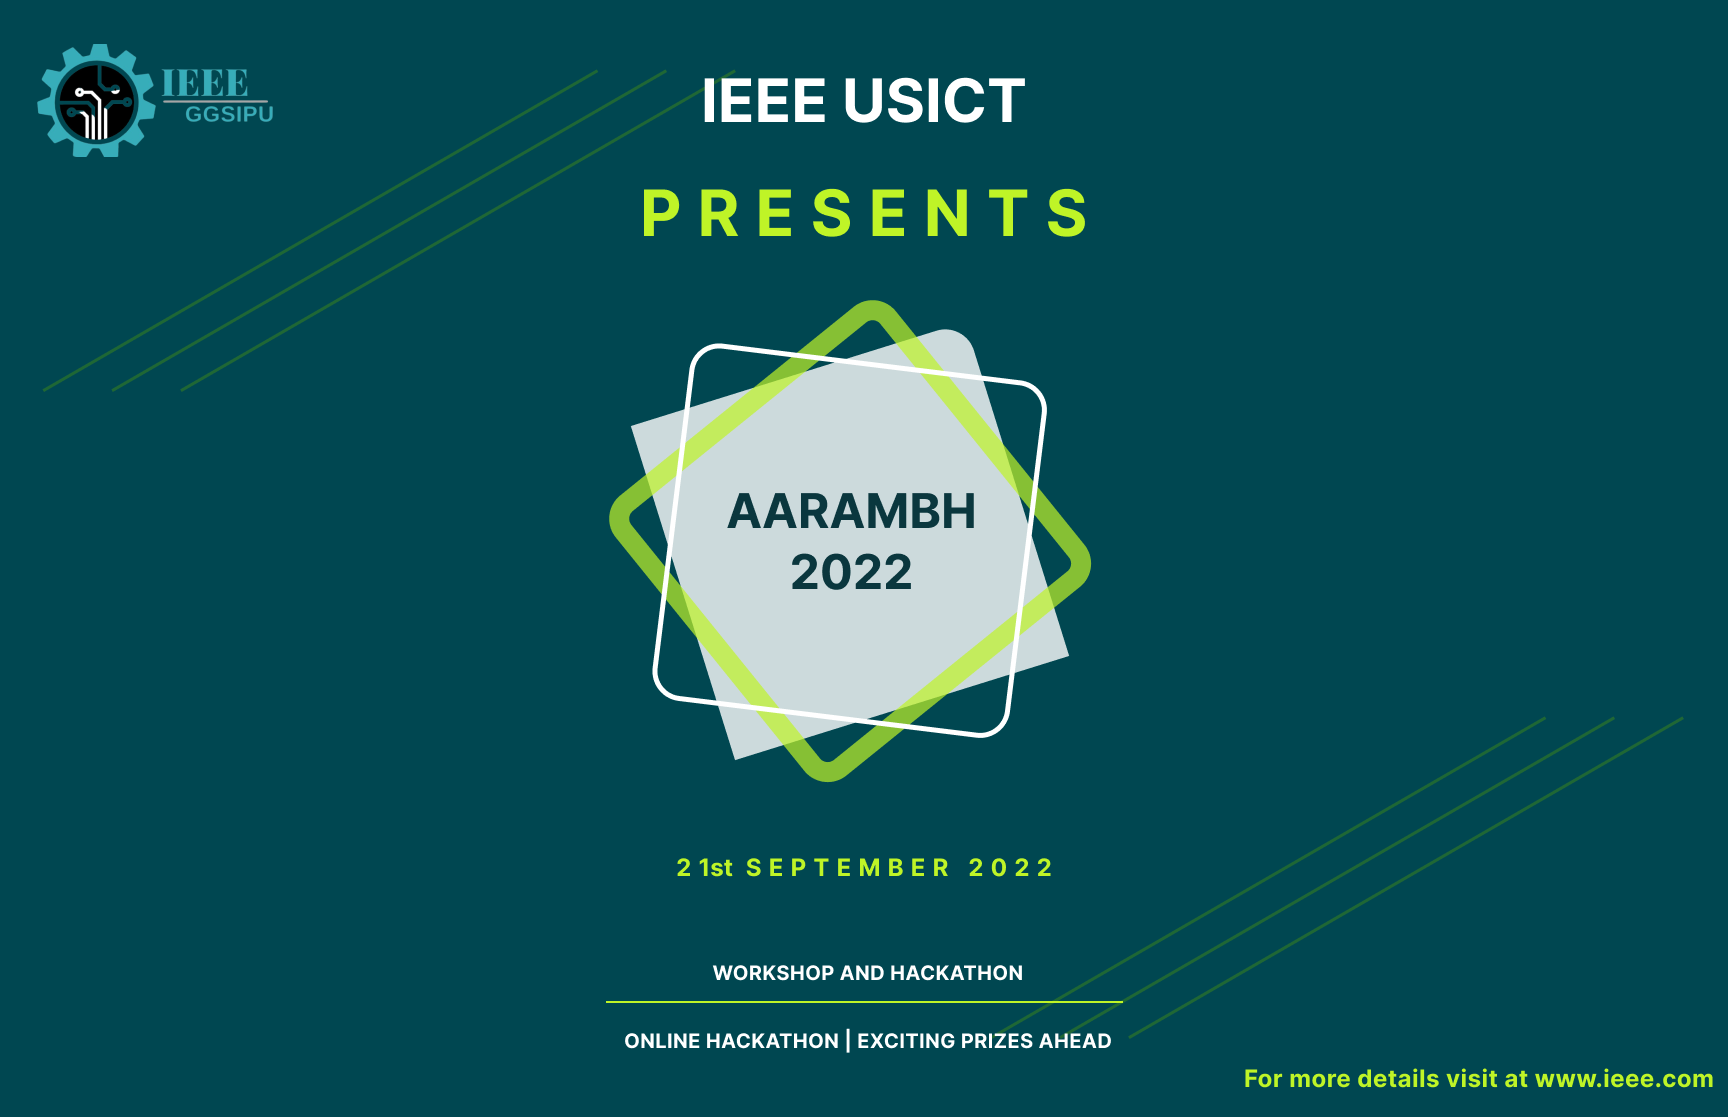 IEEE
GGSIPU
IEEE USICT
PRESENTS
AARAMBH
2022
21st SEPTEMBER 2022
WORKSHOP AND HACKATHON
ONLINE HACKATHON | EXCITING PRIZES AHEAD
For more details visit at www.ieee.com